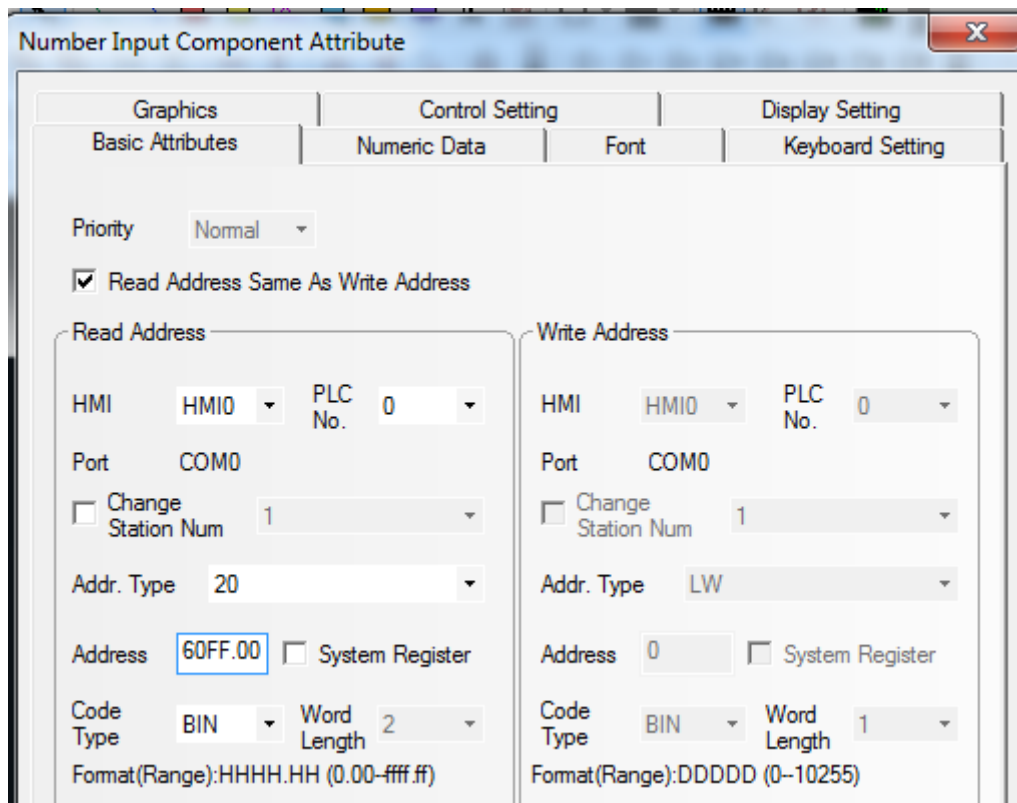 Number Input Component Attribute
Graphics Control Setting Display Setting
Basic Attributes Numeric Data Font Keyboard Setting
Priority Normal
Read Address Same As Write Address
Read Address
HMI HMI0 PLC No. 0
Port COM0
Change Station Num 1
Addr. Type 20
Address 60FF.00 System Register
Code Type BIN Word Length 2
Format(Range):HHHH.HH (0.00--ffff.ff)
Write Address
HMI HMI0 PLC No. 0
Port COM0
Change Station Num 1
Addr. Type LW
Address 0 System Register
Code Type BIN Word Length 1
Format(Range):DDDDD (0--10255)